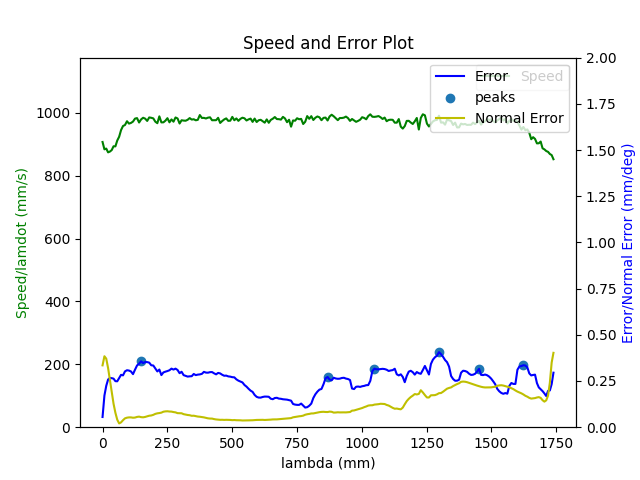 Speed and Error Plot
Error
Speed
peaks
Normal Error
Speed/lamdot (mm/s)
1000
800
600
400
200
0
2.00
1.75
1.50
1.25
1.00
0.75
0.50
0.25
0.00
Error/Normal Error (mm/deg)
0 250 500 750 1000 1250 1500 1750
lambda (mm)